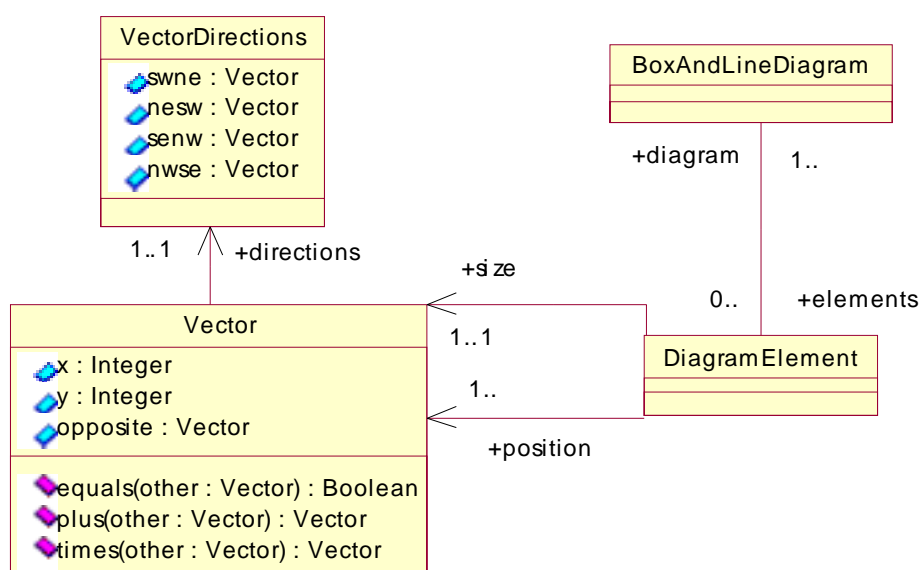 VectorDirections
swne : Vector
nesw : Vector
senw : Vector
nwse : Vector
BoxAndLineDiagram
+diagram
1..
1..1
+directions
+size
0..
+elements
Vector
1..1
DiagramElement
x : Integer
y : Integer
opposite : Vector
1..
+position
equals(other : Vector) : Boolean
plus(other : Vector) : Vector
times(other : Vector) : Vector